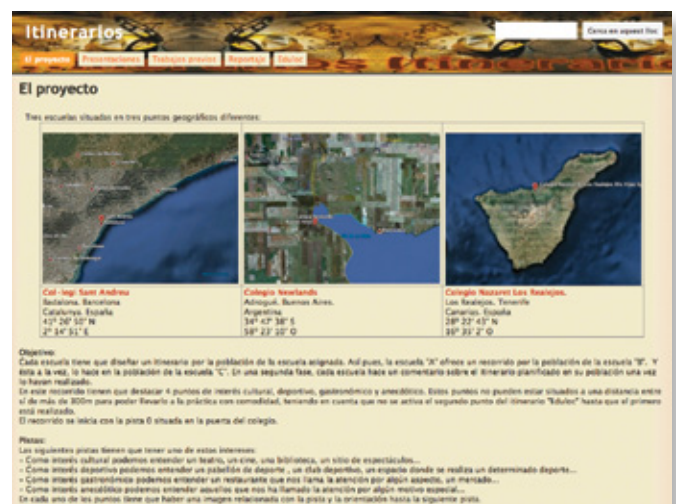 Itinerarios
Cerca en aquest lloc
El proyecto Presentaciones Trabajos previos Reportaje Eduloc
El proyecto
Tres escuelas situadas en tres puntos geográficos diferentes:
Col·legi Sant Andreu
Badalona, Barcelona
Catalunya, España
41º 26' 50" N
2º 14' 51" E
Colegio Newlands
Adrogué, Buenos Aires.
Argentina
34º 47' 38" S
58º 23' 10" O
Colegio Nazaret Los Realejos.
Los Realejos, Tenerife
Canarias, España
28º 22' 43" N
16º 35' 2" O
Objetivo:
Cada escuela tiene que diseñar un itinerario por la población de la escuela asignada. Así pues, la escuela "A" ofrece un recorrido por la población de la escuela "B". Y
ésta a la vez, lo hace en la población de la escuela "C". En una segunda fase, cada escuela hace un comentario sobre el itinerario planificado en su población una vez
lo hayan realizado.
En este recorrido tienen que destacar 4 puntos de interés cultural, deportivo, gastronómico y anecdótico. Estos puntos no pueden estar situados a una distancia entre
sí de más de 300m para poder llevarlo a la práctica con comodidad, teniendo en cuenta que no se activa el segundo punto del itinerario "Eduloc" hasta que el primero
está realizado.
El recorrido se inicia con la pista 0 situada en la puerta del colegio.
Pistas:
Las siguientes pistas tienen que tener uno de estos intereses:
- Como interés cultural podemos entender un teatro, un cine, una biblioteca, un sitio de espectáculos...
- Como interés deportivo podemos entender un pabellón de deporte , un club deportivo, un espacio donde se realiza un determinado deporte...
- Como interés gastronómico podemos entender un restaurante que nos llama la atención por algún aspecto, un mercado...
- Como interés anecdótico podemos entender aquellos que nos ha llamado la atención por algún motivo especial...
En cada uno de los puntos tiene que haber una imagen relacionada con la pista y la orientación hasta la siguiente pista.